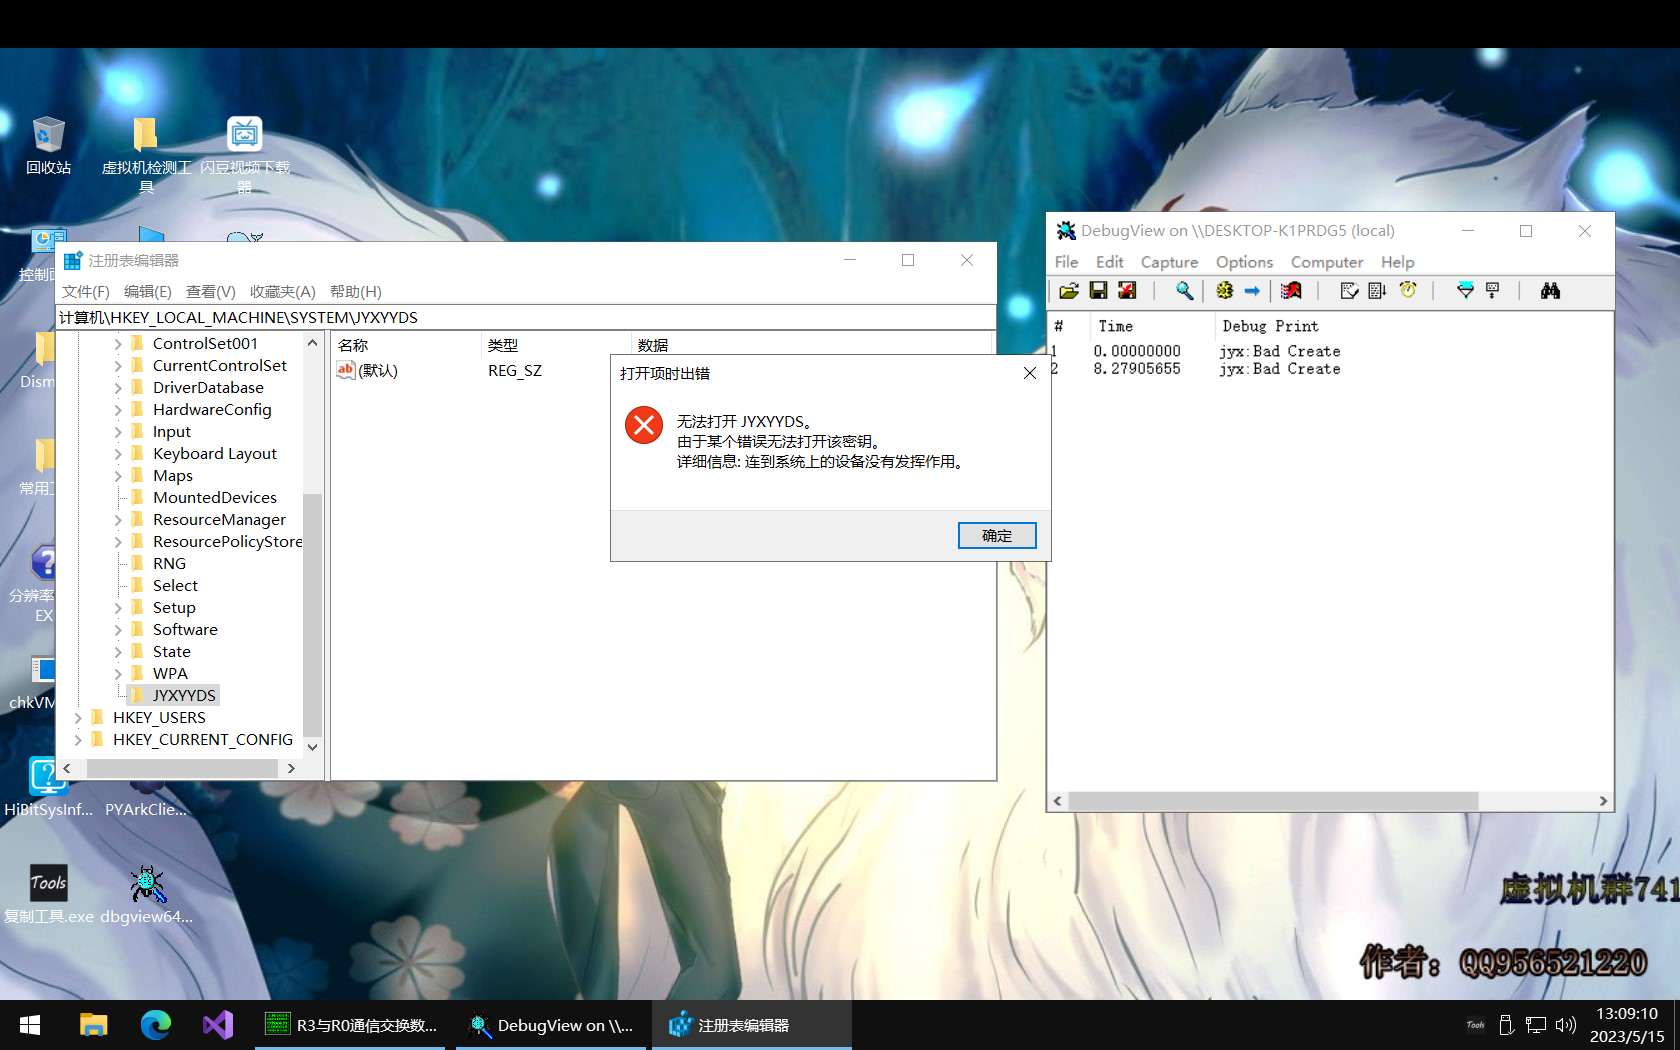 回收站
虚拟机检测工
具
闪豆视频下载
器
注册表编辑器
文件(F) 编辑(E) 查看(V) 收藏夹(A) 帮助(H)
计算机\HKEY_LOCAL_MACHINE\SYSTEM\JYXYYDS
ControlSet001
CurrentControlSet
DriverDatabase
HardwareConfig
Input
Keyboard Layout
Maps
MountedDevices
ResourceManager
ResourcePolicyStore
RNG
Select
Setup
Software
State
WPA
JYXYYDS
HKEY_USERS
HKEY_CURRENT_CONFIG
名称 类型 数据
ab (默认) REG_SZ
打开项时出错
无法打开 JYXYYDS。
由于某个错误无法打开该密钥。
详细信息: 连到系统上的设备没有发挥作用。
确定
DebugView on \\DESKTOP-K1PRDG5 (local)
File Edit Capture Options Computer Help
# Time Debug Print
1 0.00000000 jyx:Bad Create
2 8.27905655 jyx:Bad Create
控制
Dism
常用
分辨率
EX
chkVM
HiBitSysInf...
PYArkClie...
Tools
复制工具.exe
dbgview64...
虚拟机群741
作者：QQ956521220
R3与R0通信交换数...
DebugView on \\...
注册表编辑器
Tools
13:09:10
2023/5/15